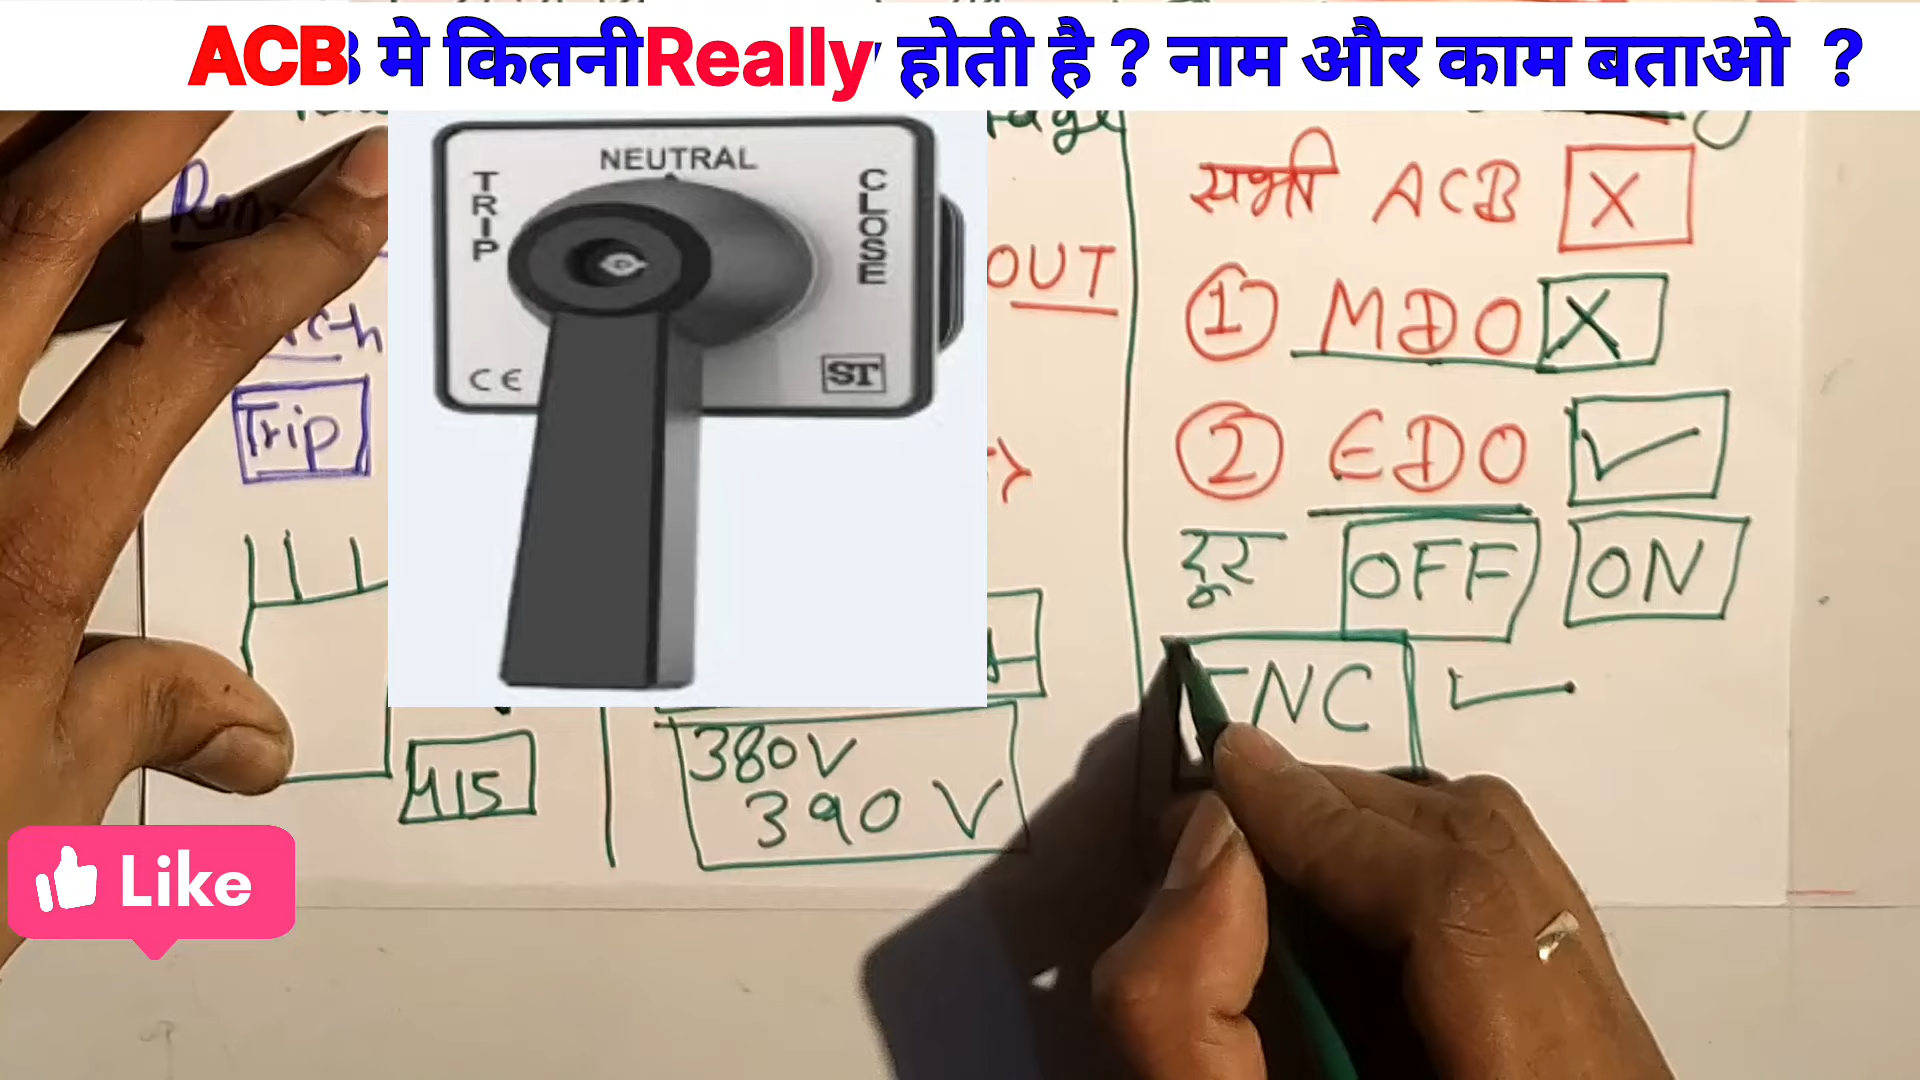 ACB मे कितनी Really होती है ? नाम और काम बताओ ?
NEUTRAL
TRIP
CLOSE
CE
ST
Trip
415
OUT
380V
390 V
सभी ACB X
1 MDO X
2 EDO ✓
दूर OFF ON
NC ✓
Like